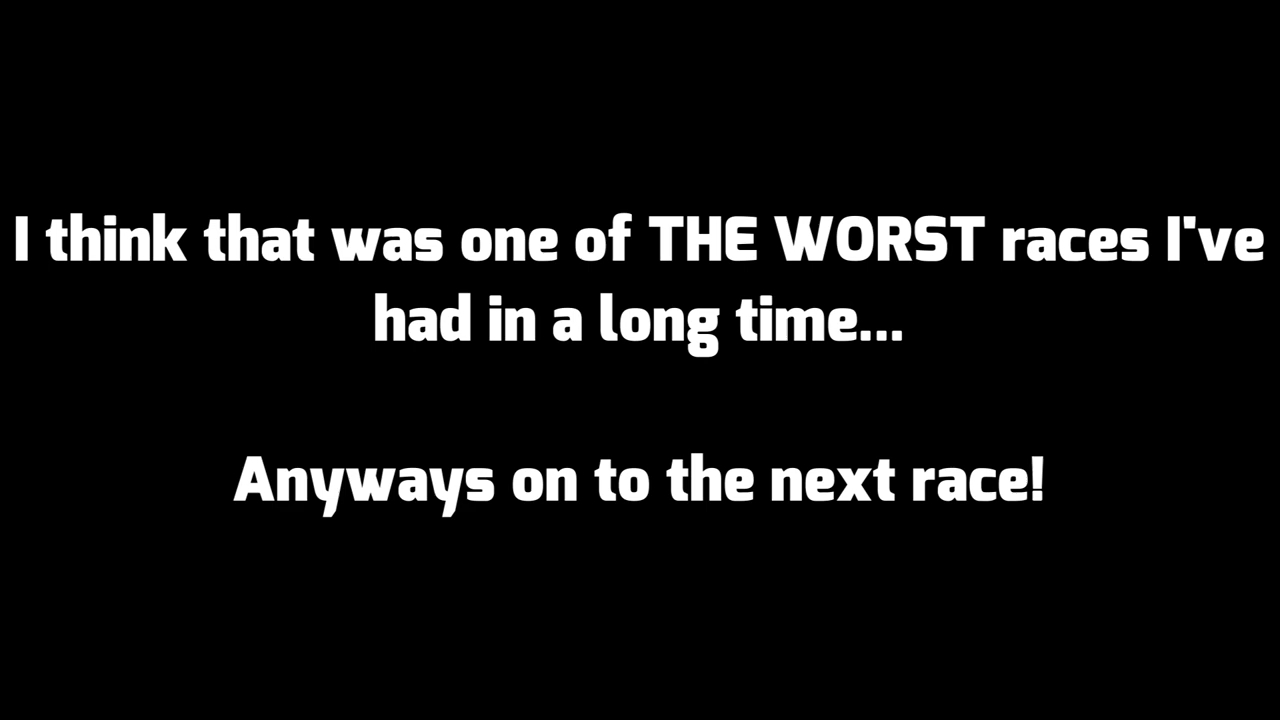 I think that was one of THE WORST races I've
had in a long time...
Anyways on to the next race!